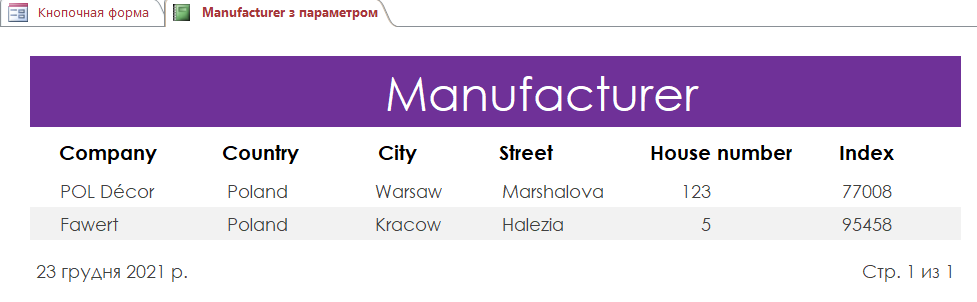 Кнопочная форма Manufacturer з параметром
Manufacturer
Company Country City Street House number Index
POL Décor Poland Warsaw Marshalova 123 77008
Fawert Poland Kracow Halezia 5 95458
23 грудня 2021 р. Стр. 1 из 1